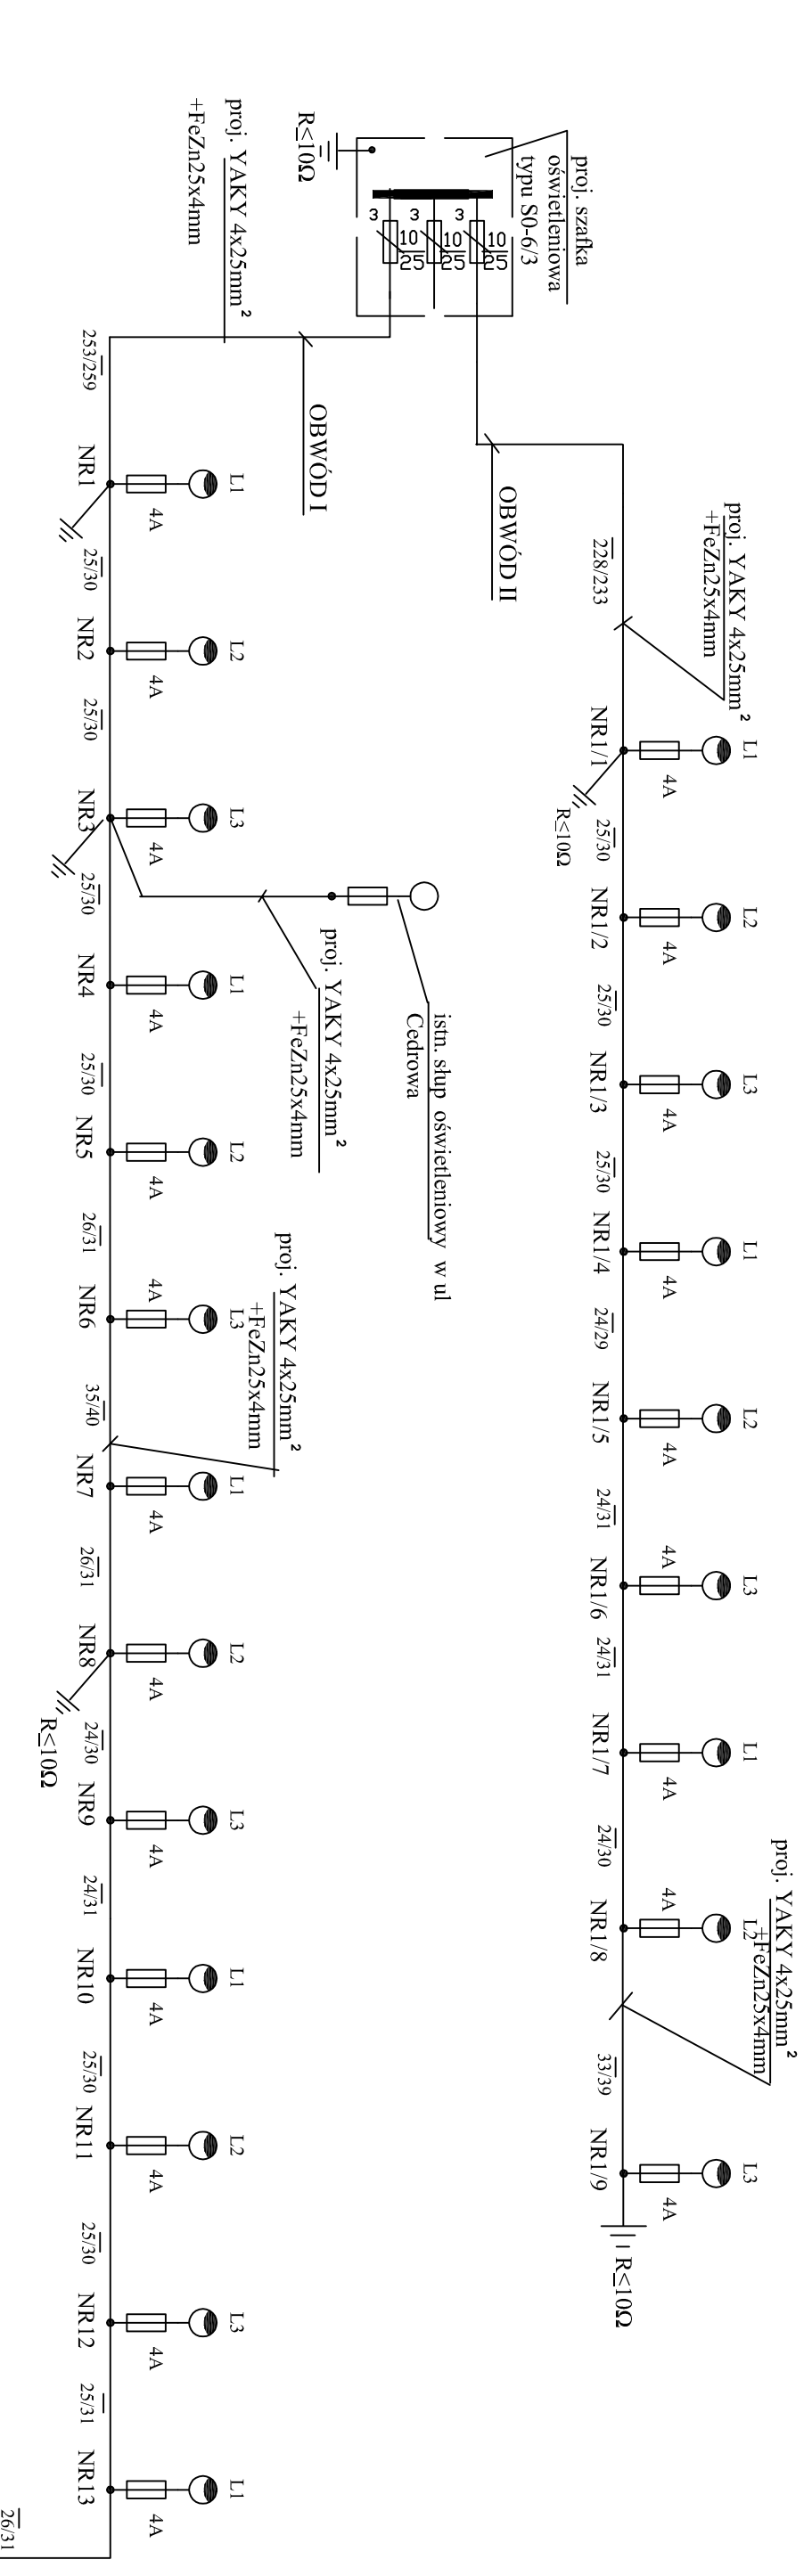 proj. szafka
oświetleniowa
typu S0-6/3
R≤10Ω
3 10/25
3 10/25
3 10/25
proj. YAKY 4x25mm²
+FeZn25x4mm
OBWÓD I
OBWÓD II
proj. YAKY 4x25mm²
+FeZn25x4mm
228/233
NR1/1
4A
L1
R≤10Ω
25/30
NR1/2
4A
L2
25/30
NR1/3
4A
L3
25/30
NR1/4
4A
L1
24/29
NR1/5
4A
L2
24/31
NR1/6
4A
L3
24/31
NR1/7
4A
L1
24/30
NR1/8
4A
L2
proj. YAKY 4x25mm²
+FeZn25x4mm
33/39
NR1/9
4A
L3
R≤10Ω
istn. słup oświetleniowy w ul
Cedrowa
proj. YAKY 4x25mm²
+FeZn25x4mm
253/259
NR1
4A
L1
25/30
NR2
4A
L2
25/30
NR3
4A
L3
25/30
NR4
4A
L1
25/30
NR5
4A
L2
26/31
NR6
4A
L3
proj. YAKY 4x25mm²
+FeZn25x4mm
35/40
NR7
4A
L1
26/31
NR8
4A
L2
R≤10Ω
24/30
NR9
4A
L3
24/31
NR10
4A
L1
25/30
NR11
4A
L2
25/30
NR12
4A
L3
25/31
NR13
4A
L1
26/31